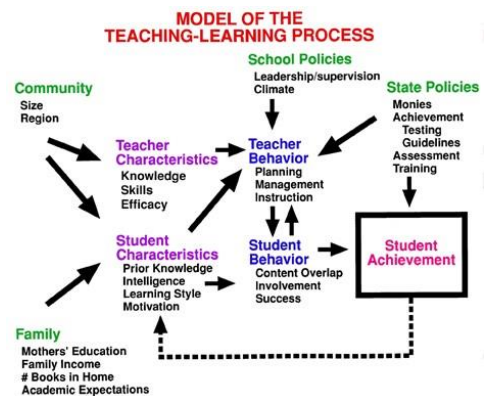 MODEL OF THE
TEACHING-LEARNING PROCESS
School Policies
Leadership/supervision
Climate
Community
Size
Region
State Policies
Monies
Achievement
Testing
Guidelines
Assessment
Training
Teacher
Characteristics
Knowledge
Skills
Efficacy
Teacher
Behavior
Planning
Management
Instruction
Student
Characteristics
Prior Knowledge
Intelligence
Learning Style
Motivation
Student
Behavior
Content Overlap
Involvement
Success
Student
Achievement
Family
Mothers' Education
Family Income
# Books in Home
Academic Expectations